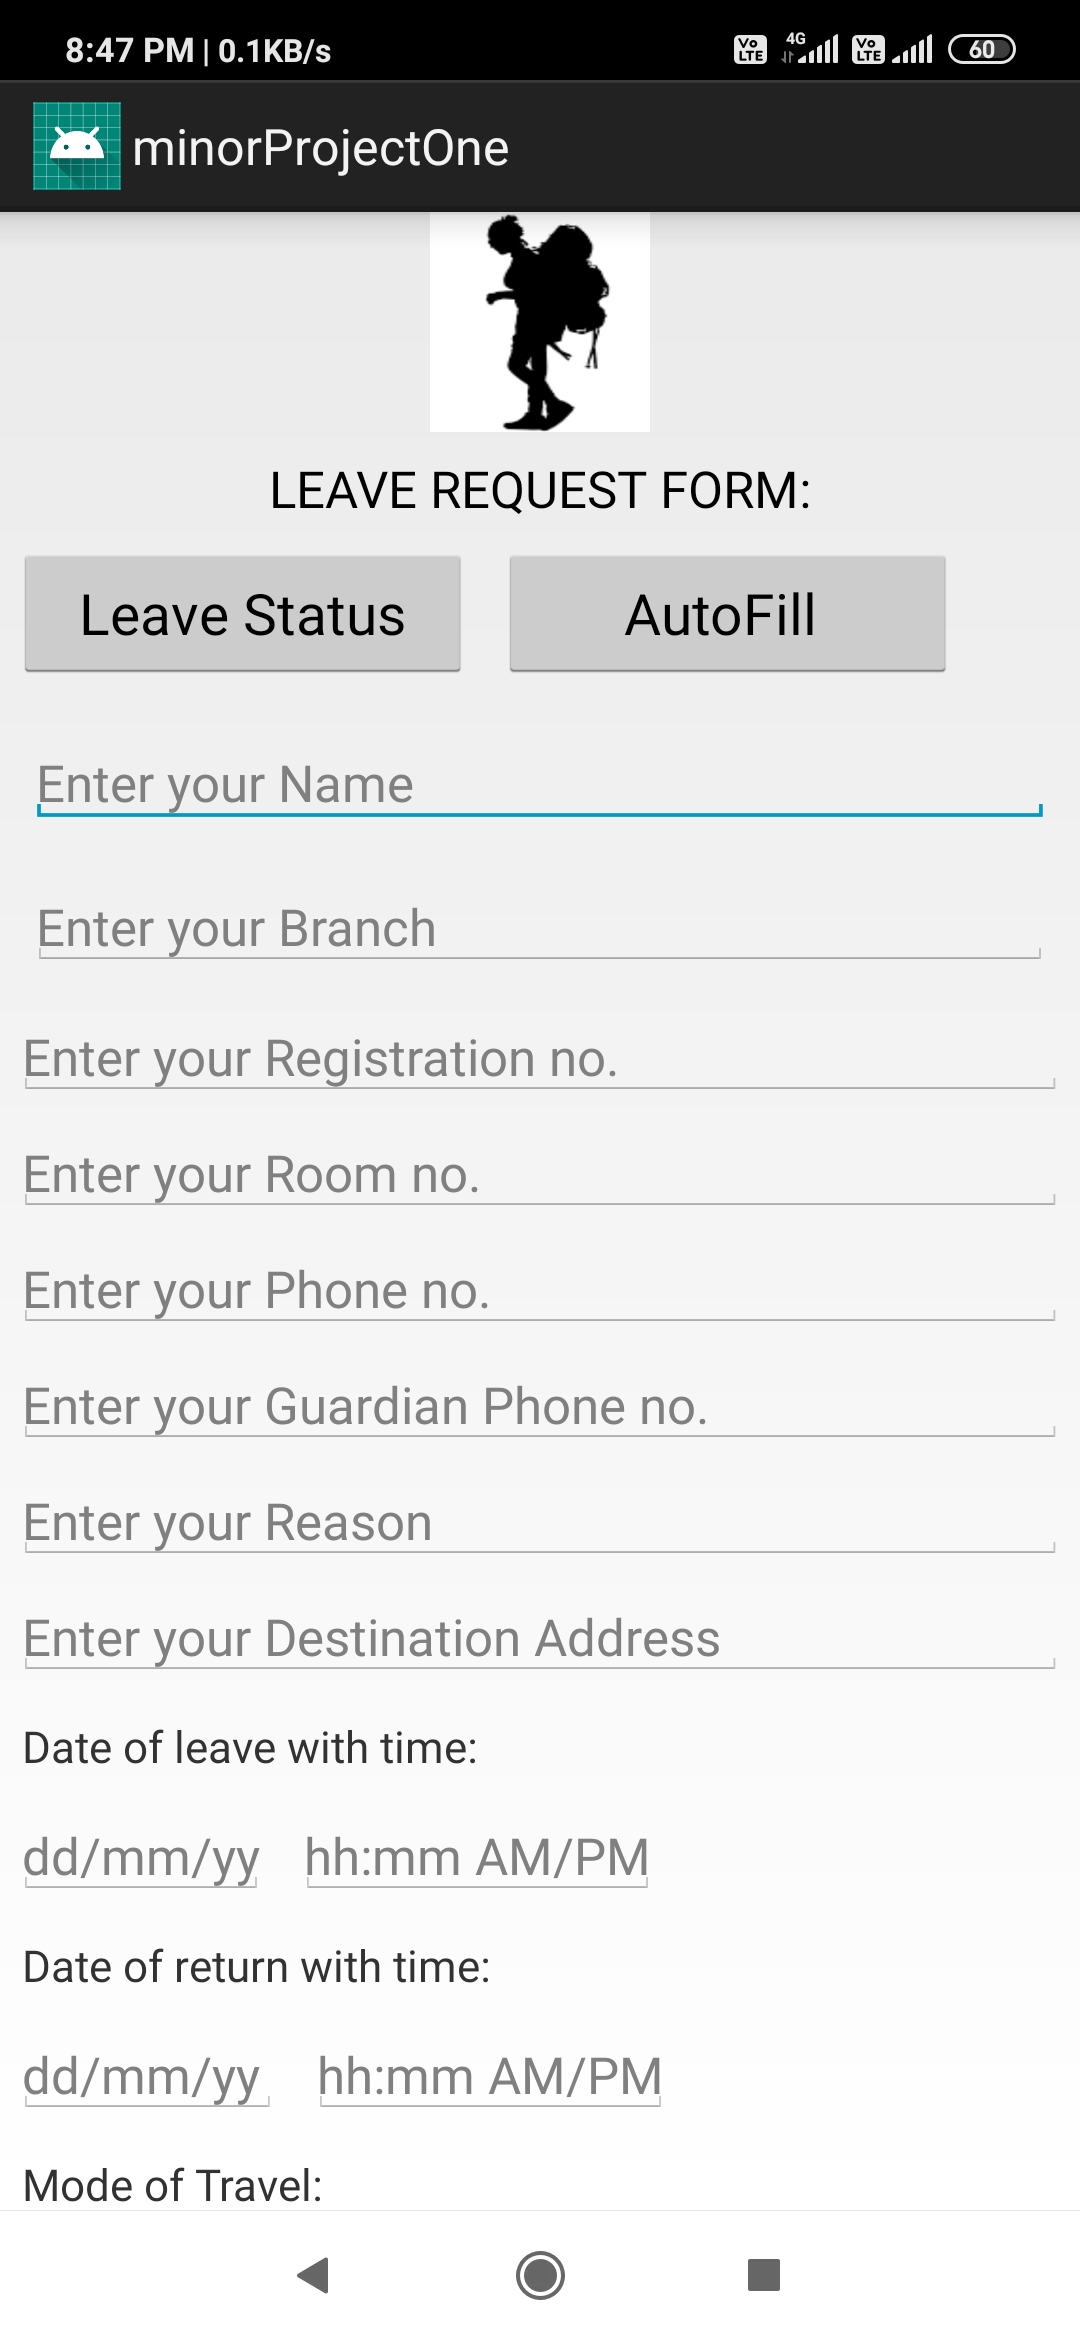 8:47 PM | 0.1KB/s Vo LTE 4G Vo LTE 60
minorProjectOne
LEAVE REQUEST FORM:
Leave Status AutoFill
Enter your Name
Enter your Branch
Enter your Registration no.
Enter your Room no.
Enter your Phone no.
Enter your Guardian Phone no.
Enter your Reason
Enter your Destination Address
Date of leave with time:
dd/mm/yy hh:mm AM/PM
Date of return with time:
dd/mm/yy hh:mm AM/PM
Mode of Travel: